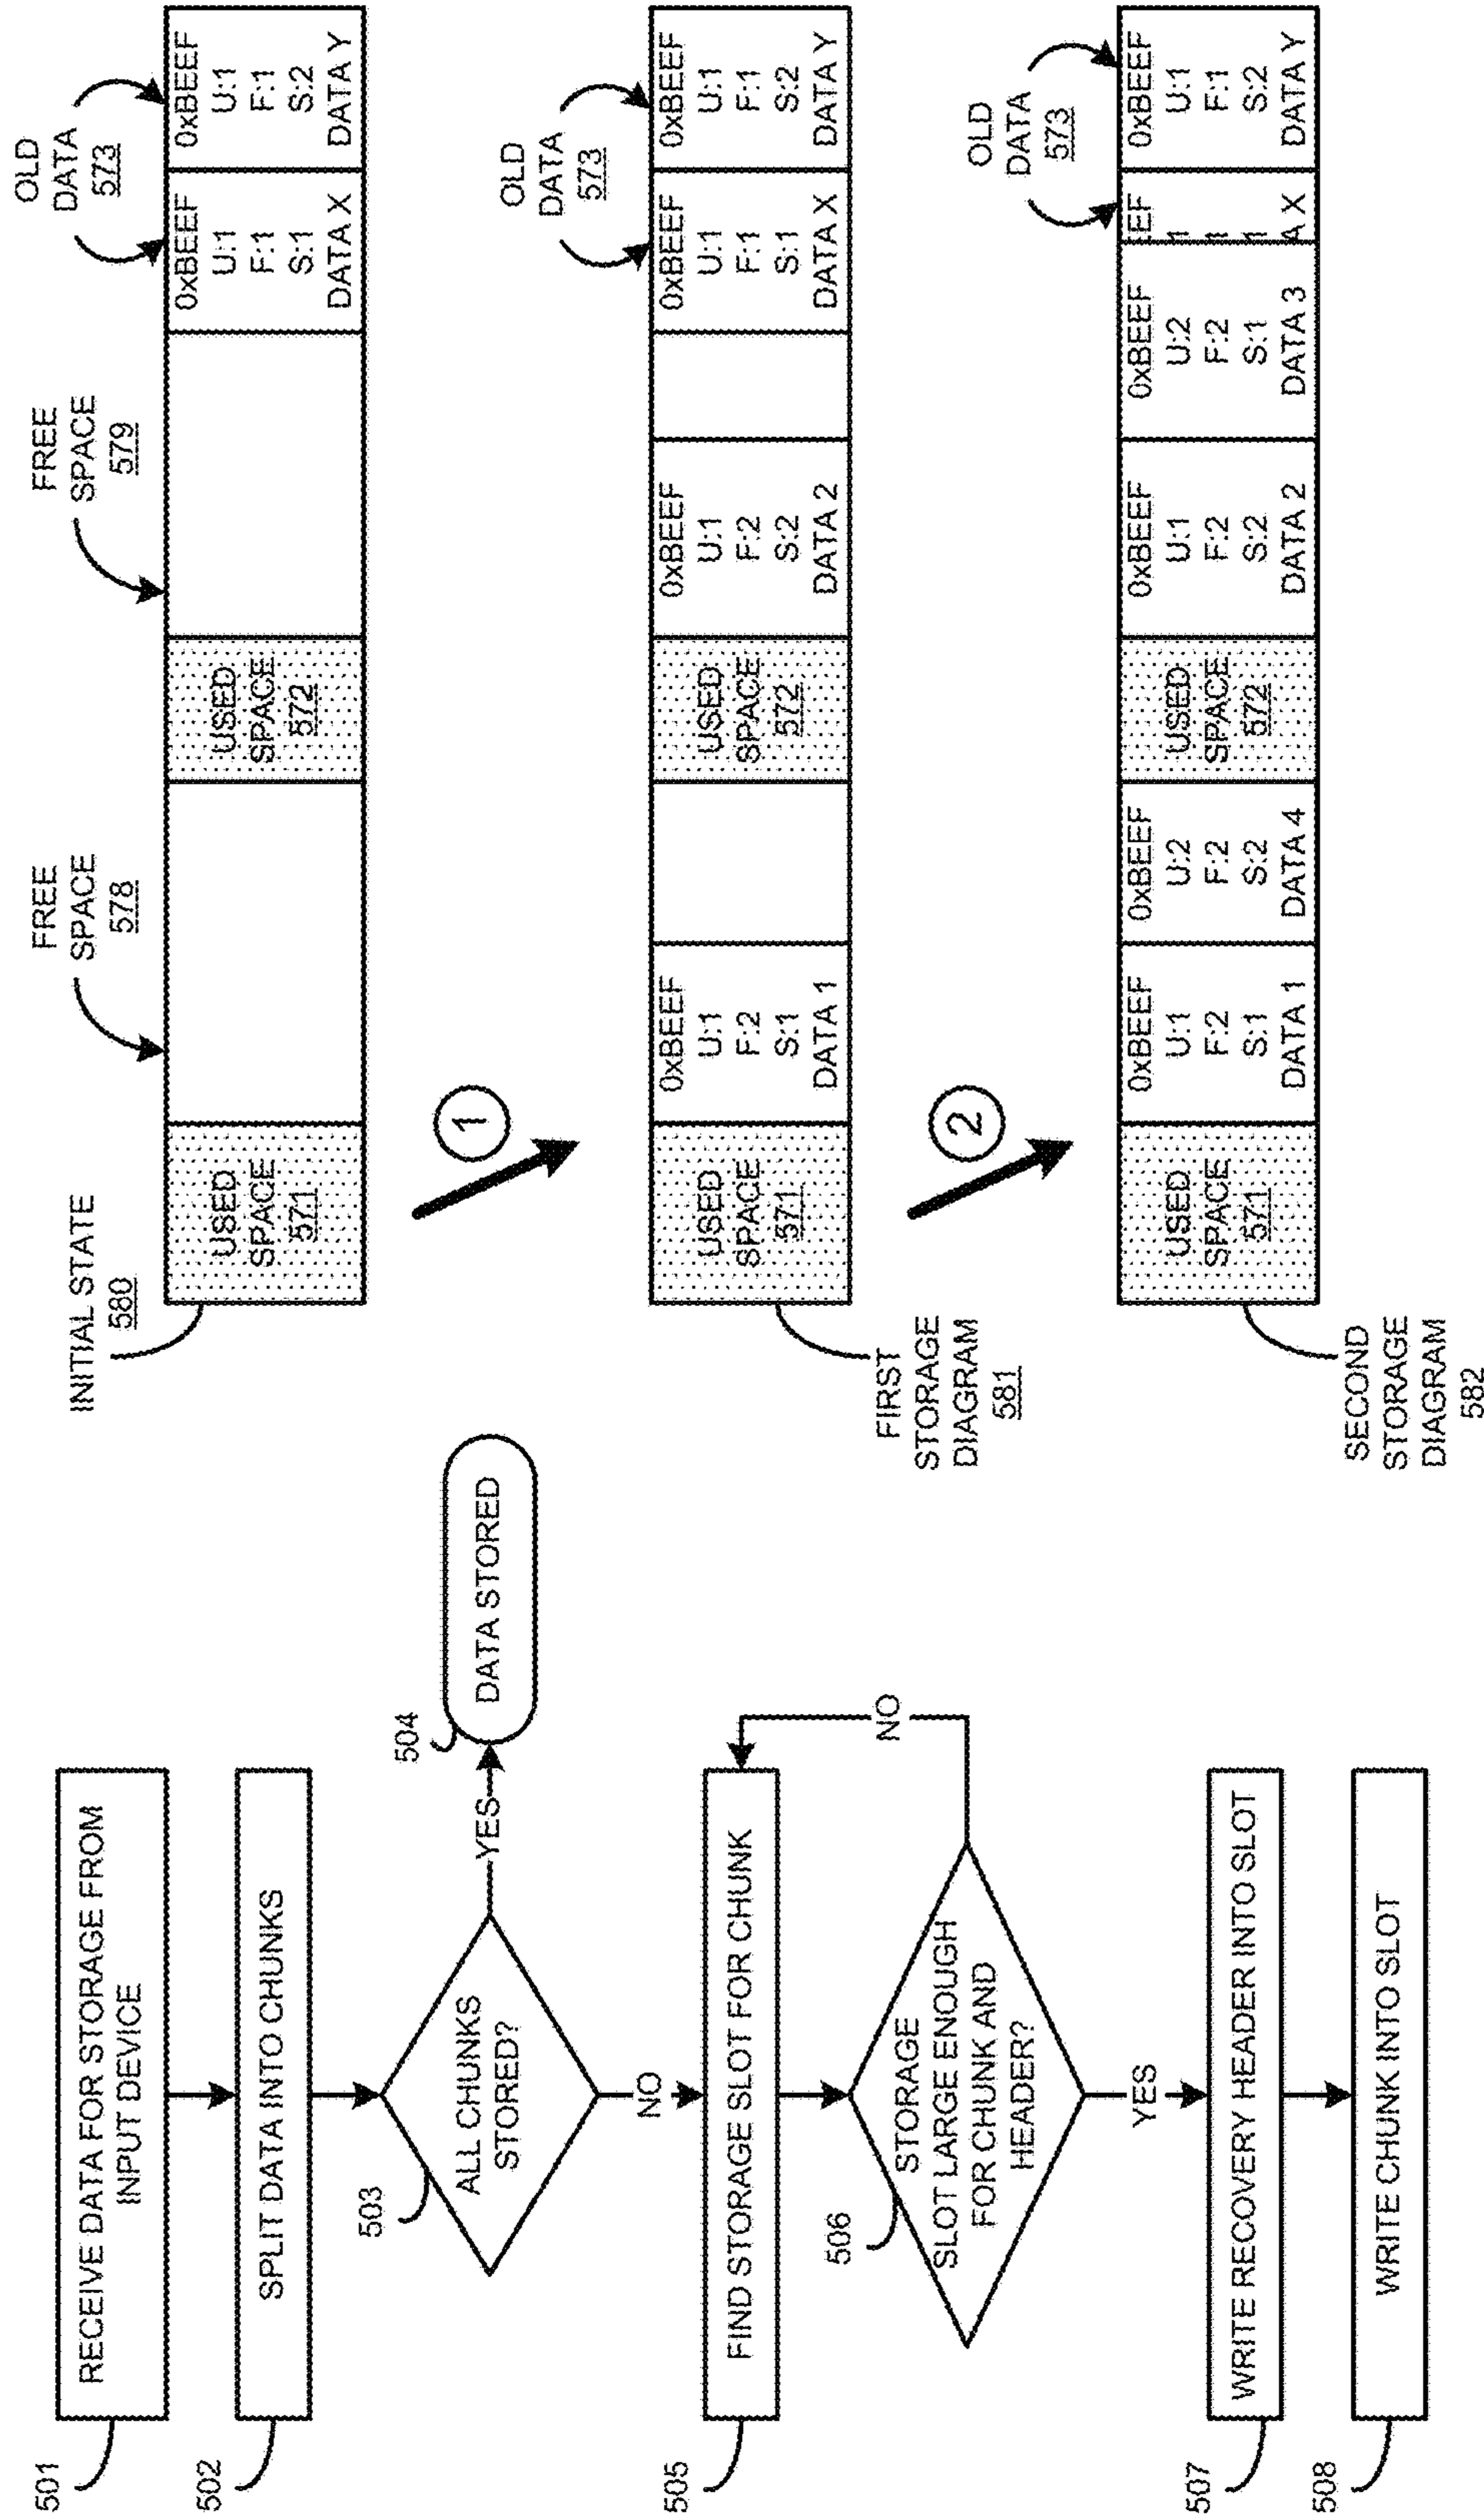 501
RECEIVE DATA FOR STORAGE FROM
INPUT DEVICE
502
SPLIT DATA INTO CHUNKS
503
ALL CHUNKS
STORED?
YES
504
DATA STORED
NO
505
FIND STORAGE SLOT FOR CHUNK
506
STORAGE
SLOT LARGE ENOUGH
FOR CHUNK AND
HEADER?
NO
YES
507
WRITE RECOVERY HEADER INTO SLOT
508
WRITE CHUNK INTO SLOT
INITIAL STATE
580
FREE
SPACE
578
FREE
SPACE
579
OLD
DATA
573
USED
SPACE
571
USED
SPACE
572
0xBEEF
U:1
F:1
S:1
DATA X
0xBEEF
U:1
F:1
S:2
DATA Y
1
FIRST
STORAGE
DIAGRAM
581
OLD
DATA
573
USED
SPACE
571
0xBEEF
U:1
F:2
S:1
DATA 1
USED
SPACE
572
0xBEEF
U:1
F:2
S:2
DATA 2
0xBEEF
U:1
F:1
S:1
DATA X
0xBEEF
U:1
F:1
S:2
DATA Y
2
SECOND
STORAGE
DIAGRAM
582
OLD
DATA
573
USED
SPACE
571
0xBEEF
U:1
F:2
S:1
DATA 1
0xBEEF
U:2
F:2
S:2
DATA 4
USED
SPACE
572
0xBEEF
U:1
F:2
S:2
DATA 2
0xBEEF
U:2
F:2
S:1
DATA 3
EF
1
1
1
A X
0xBEEF
U:1
F:1
S:2
DATA Y